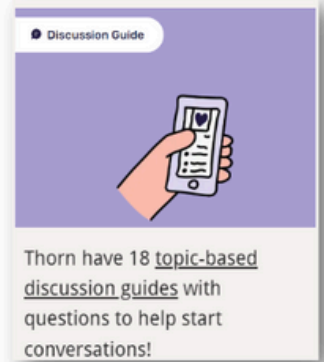 Discussion Guide
Thorn have 18 topic-based
discussion guides with
questions to help start
conversations!